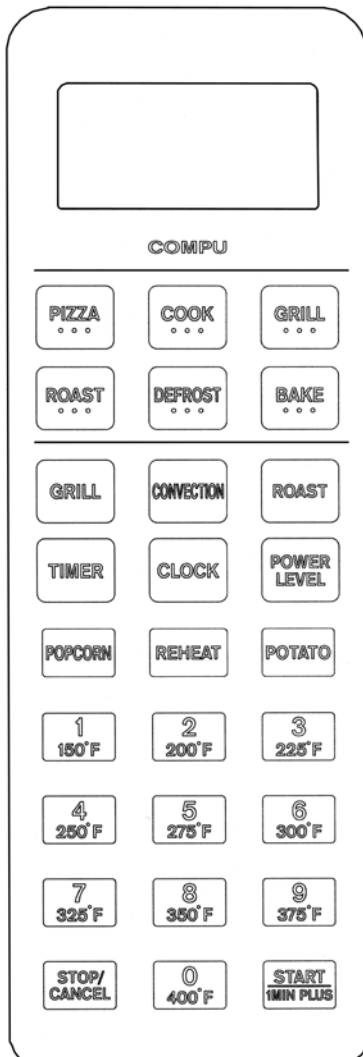 COMPU
PIZZA COOK GRILL
ROAST DEFROST BAKE
GRILL CONVECTION ROAST
TIMER CLOCK POWER LEVEL
POPCORN REHEAT POTATO
1 2 3
150°F 200°F 225°F
4 5 6
250°F 275°F 300°F
7 8 9
325°F 350°F 375°F
STOP/ 0 START
CANCEL 400°F 1MIN PLUS